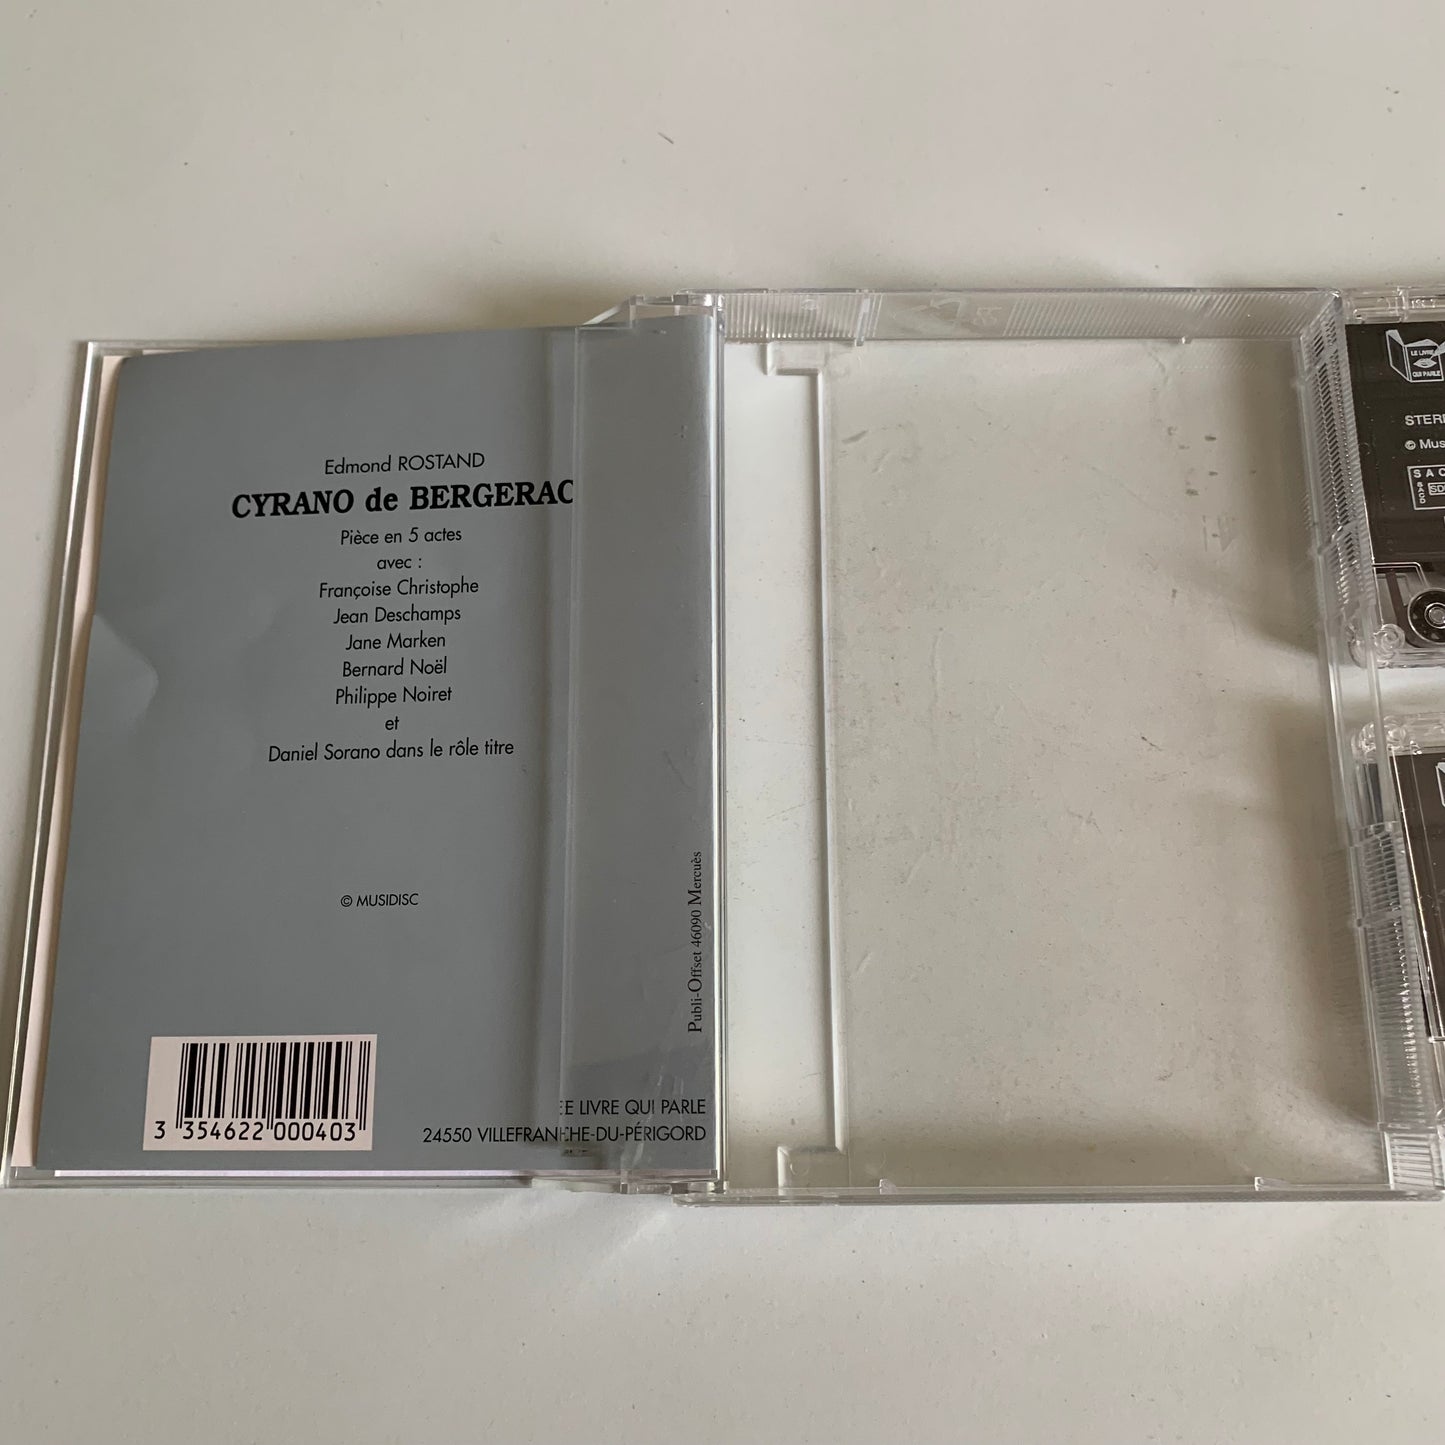 Edmond ROSTAND
CYRANO de BERGERAC
Pièce en 5 actes
avec :
Françoise Christophe
Jean Deschamps
Jane Marken
Bernard Noël
Philippe Noiret
et
Daniel Sorano dans le rôle titre
© MUSIDISC
3 354622 000403
Publi-Offset 46090 Mercuès
LIVRE QUI PARLE
24550 VILLEFRANCHE-DU-PÉRIGORD
LE LIVRE
QUI PARLE